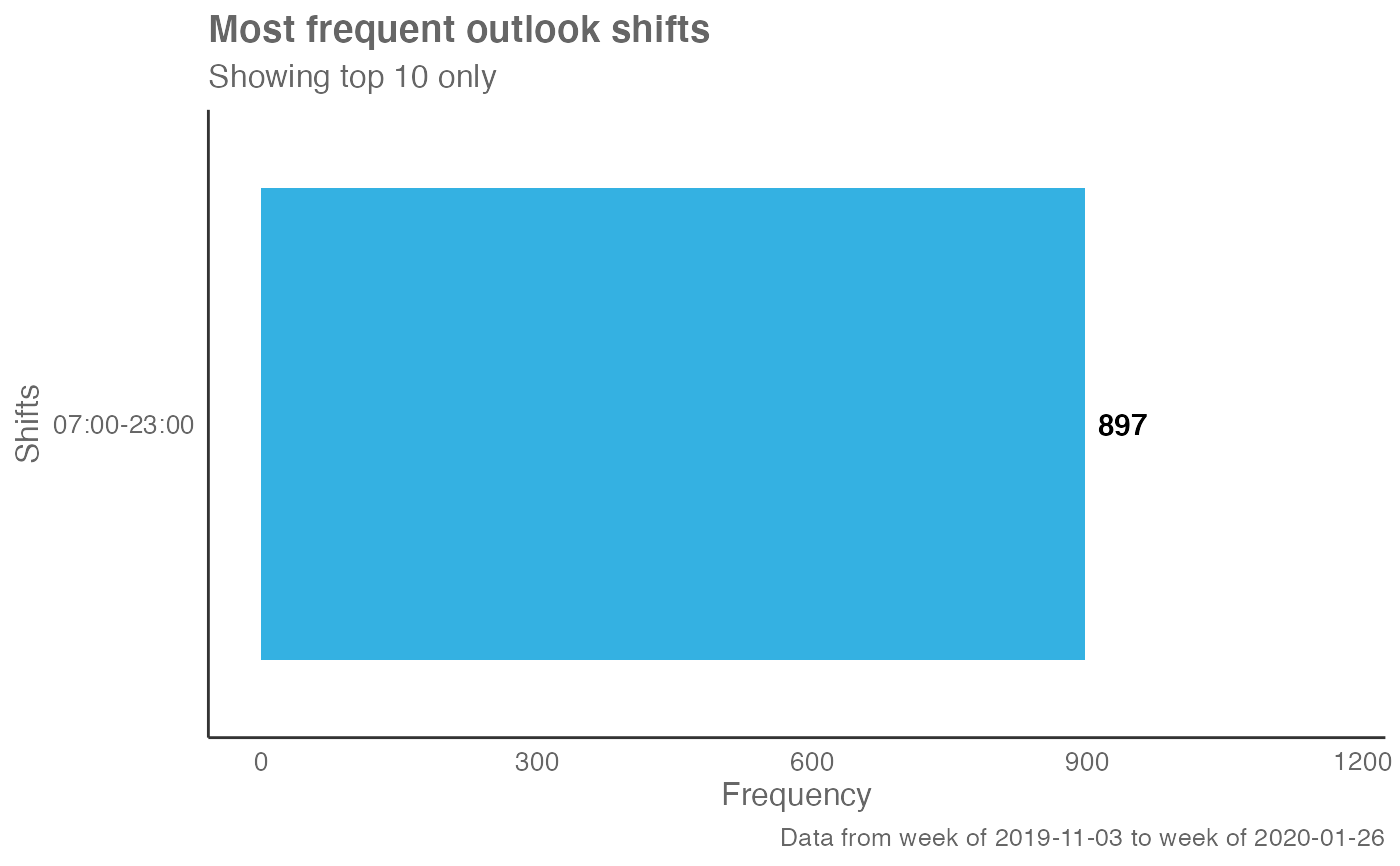 Most frequent outlook shifts
Showing top 10 only
Shifts
07:00-23:00
897
0 300 600 900 1200
Frequency
Data from week of 2019-11-03 to week of 2020-01-26